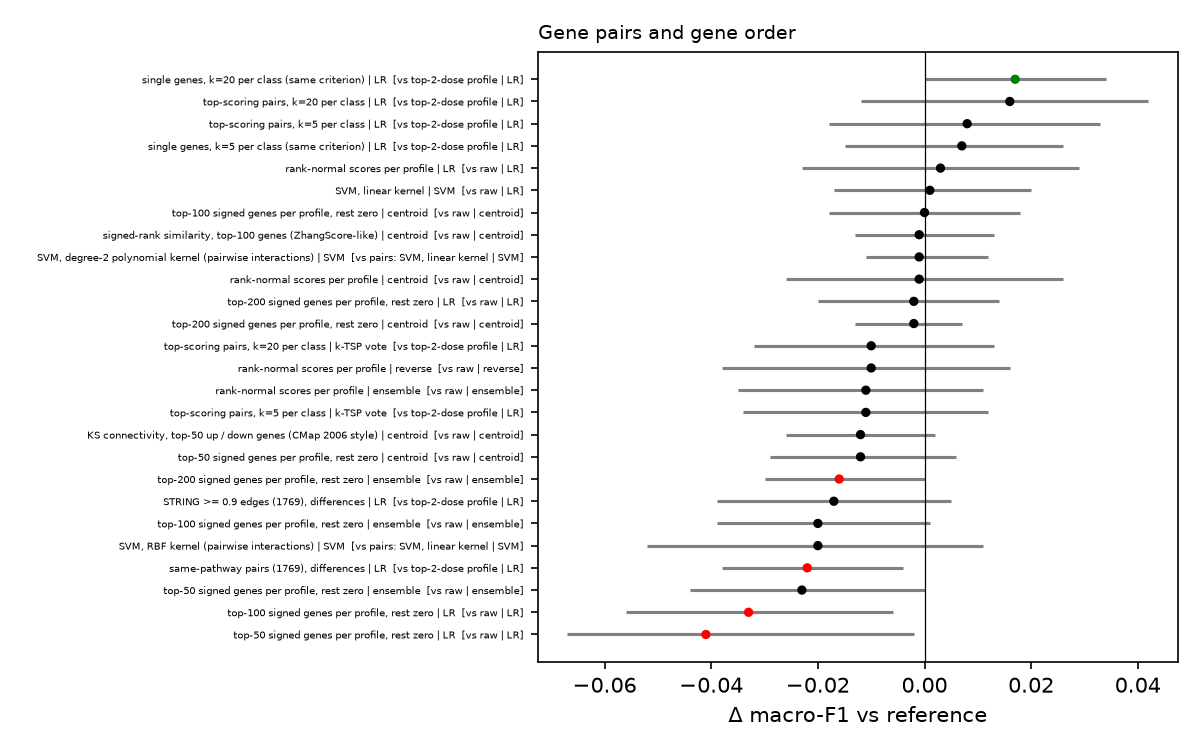 Gene pairs and gene order
single genes, k=20 per class (same criterion) | LR [vs top-2-dose profile | LR]
top-scoring pairs, k=20 per class | LR [vs top-2-dose profile | LR]
top-scoring pairs, k=5 per class | LR [vs top-2-dose profile | LR]
single genes, k=5 per class (same criterion) | LR [vs top-2-dose profile | LR]
rank-normal scores per profile | LR [vs raw | LR]
SVM, linear kernel | SVM [vs raw | LR]
top-100 signed genes per profile, rest zero | centroid [vs raw | centroid]
signed-rank similarity, top-100 genes (ZhangScore-like) | centroid [vs raw | centroid]
SVM, degree-2 polynomial kernel (pairwise interactions) | SVM [vs pairs: SVM, linear kernel | SVM]
rank-normal scores per profile | centroid [vs raw | centroid]
top-200 signed genes per profile, rest zero | LR [vs raw | LR]
top-200 signed genes per profile, rest zero | centroid [vs raw | centroid]
top-scoring pairs, k=20 per class | k-TSP vote [vs top-2-dose profile | LR]
rank-normal scores per profile | reverse [vs raw | reverse]
rank-normal scores per profile | ensemble [vs raw | ensemble]
top-scoring pairs, k=5 per class | k-TSP vote [vs top-2-dose profile | LR]
KS connectivity, top-50 up / down genes (CMap 2006 style) | centroid [vs raw | centroid]
top-50 signed genes per profile, rest zero | centroid [vs raw | centroid]
top-200 signed genes per profile, rest zero | ensemble [vs raw | ensemble]
STRING >= 0.9 edges (1769), differences | LR [vs top-2-dose profile | LR]
top-100 signed genes per profile, rest zero | ensemble [vs raw | ensemble]
SVM, RBF kernel (pairwise interactions) | SVM [vs pairs: SVM, linear kernel | SVM]
same-pathway pairs (1769), differences | LR [vs top-2-dose profile | LR]
top-50 signed genes per profile, rest zero | ensemble [vs raw | ensemble]
top-100 signed genes per profile, rest zero | LR [vs raw | LR]
top-50 signed genes per profile, rest zero | LR [vs raw | LR]
−0.06 −0.04 −0.02 0.00 0.02 0.04
Δ macro-F1 vs reference